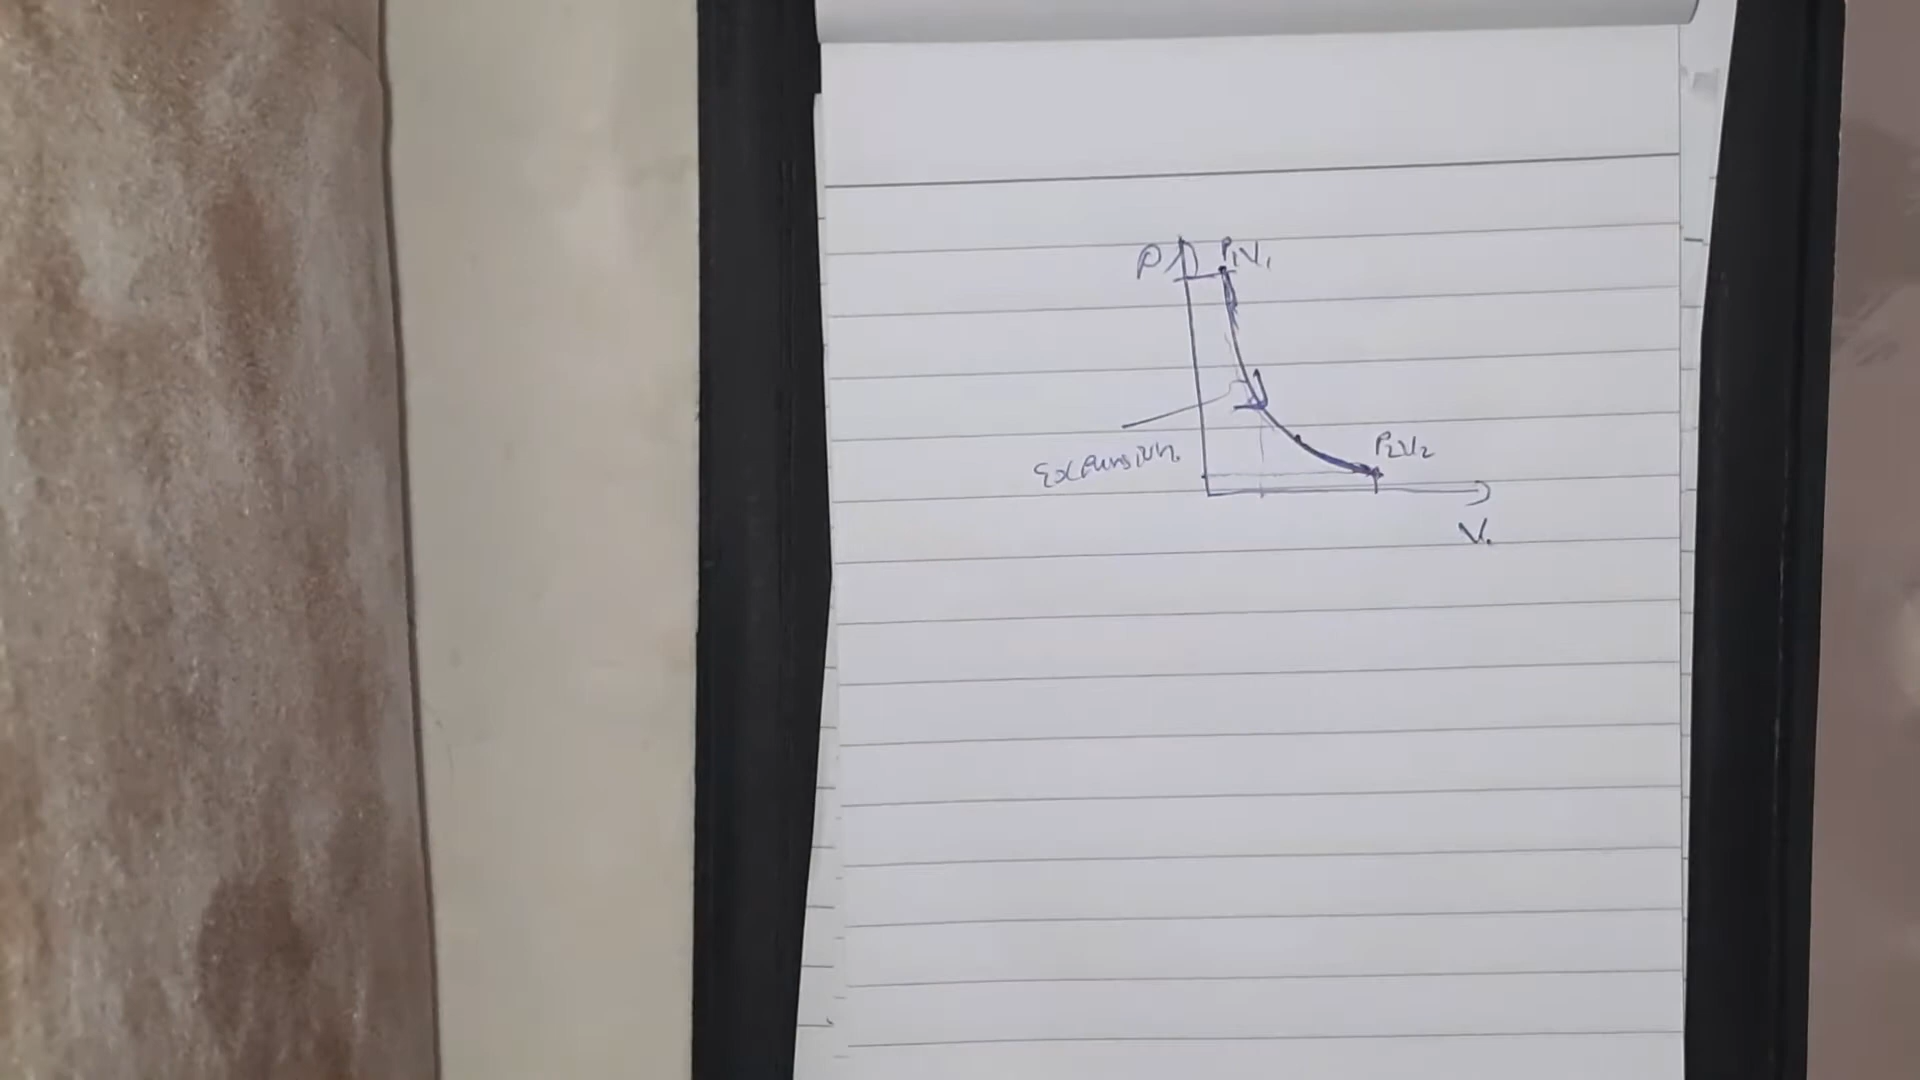 P P₁V₁
P₂V₂
Expansion.
V.